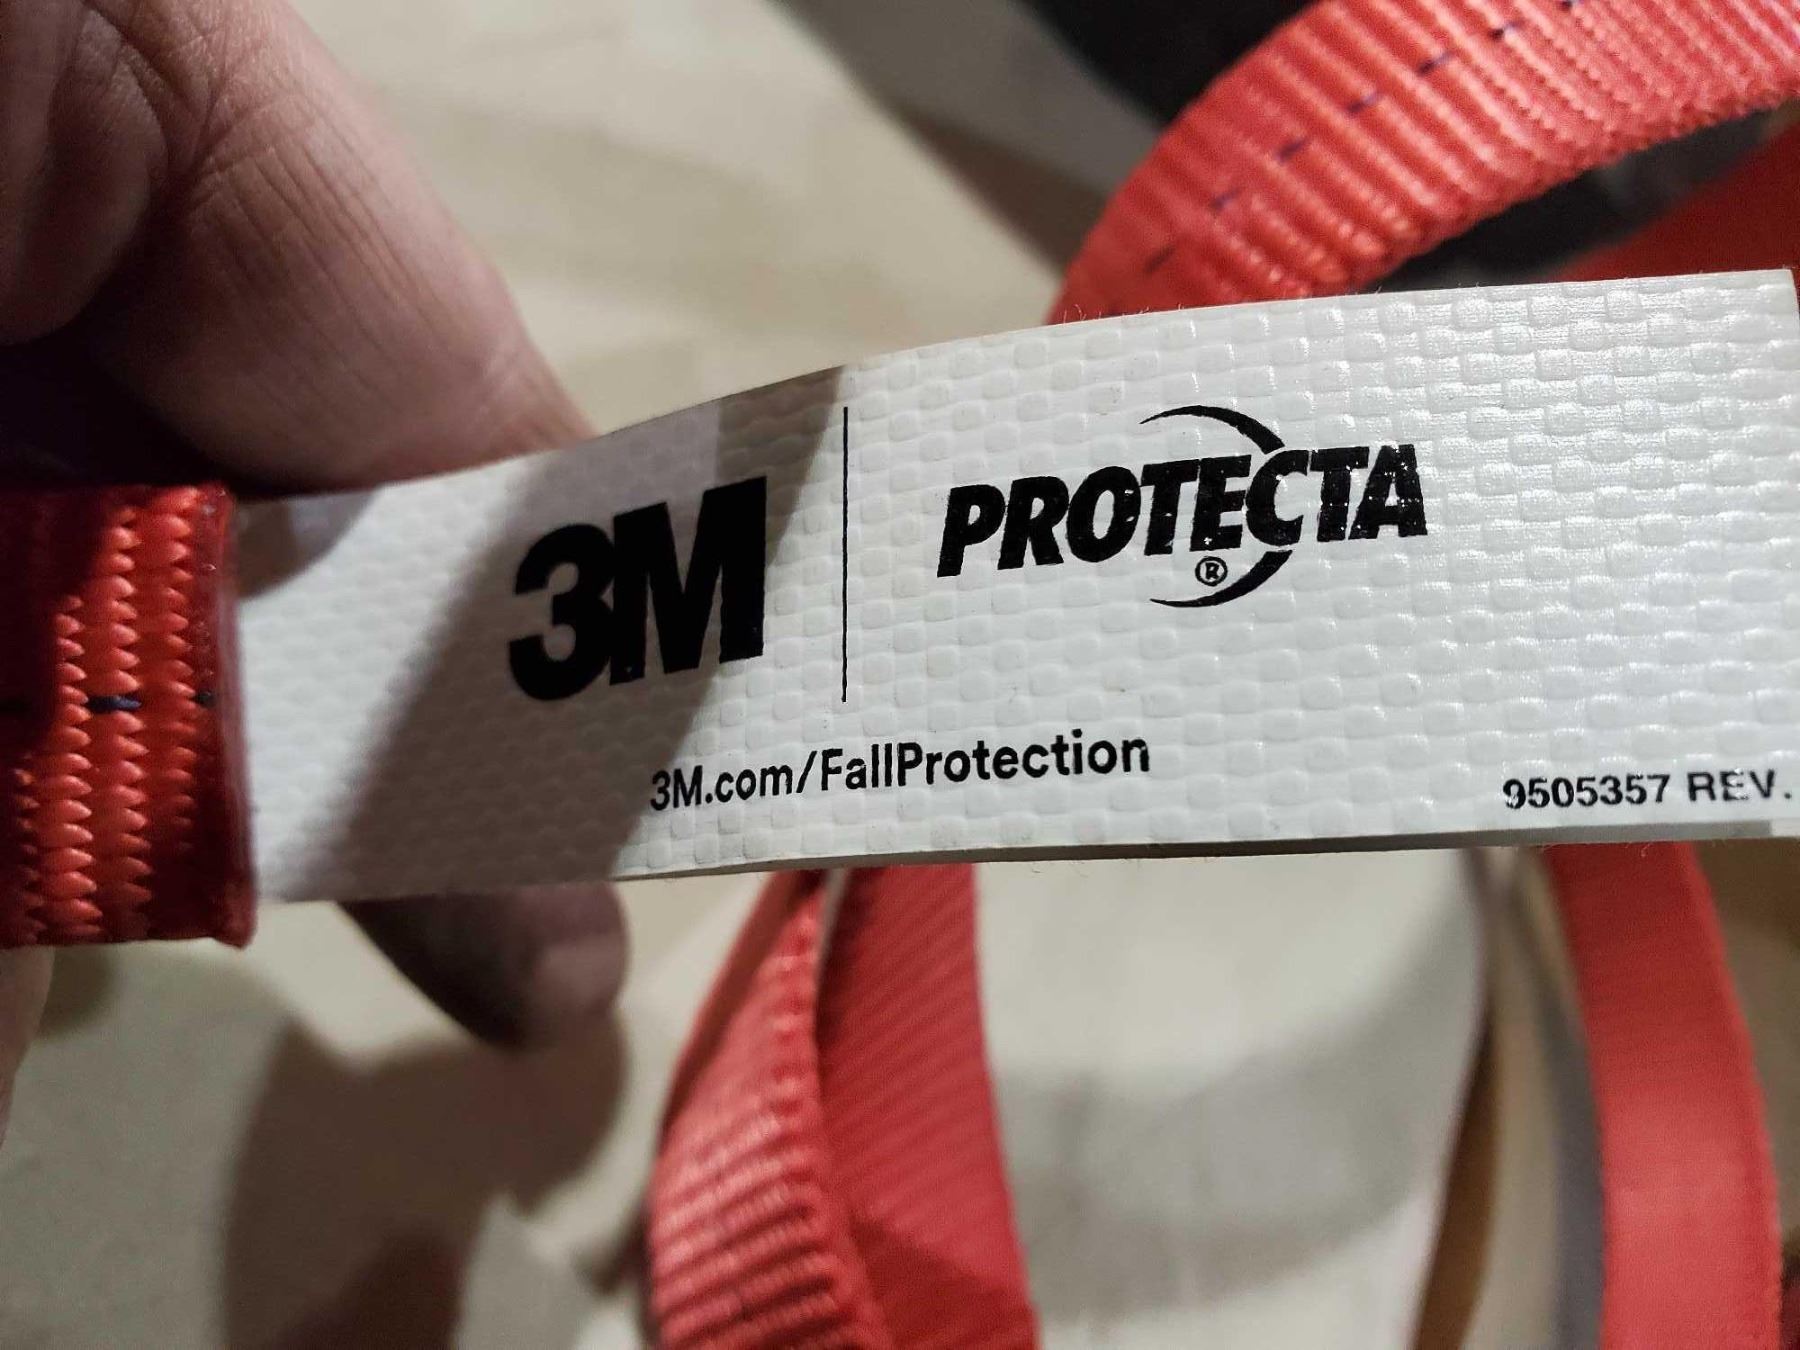 3M PROTECTA
®
3M.com/FallProtection
9505357 REV.